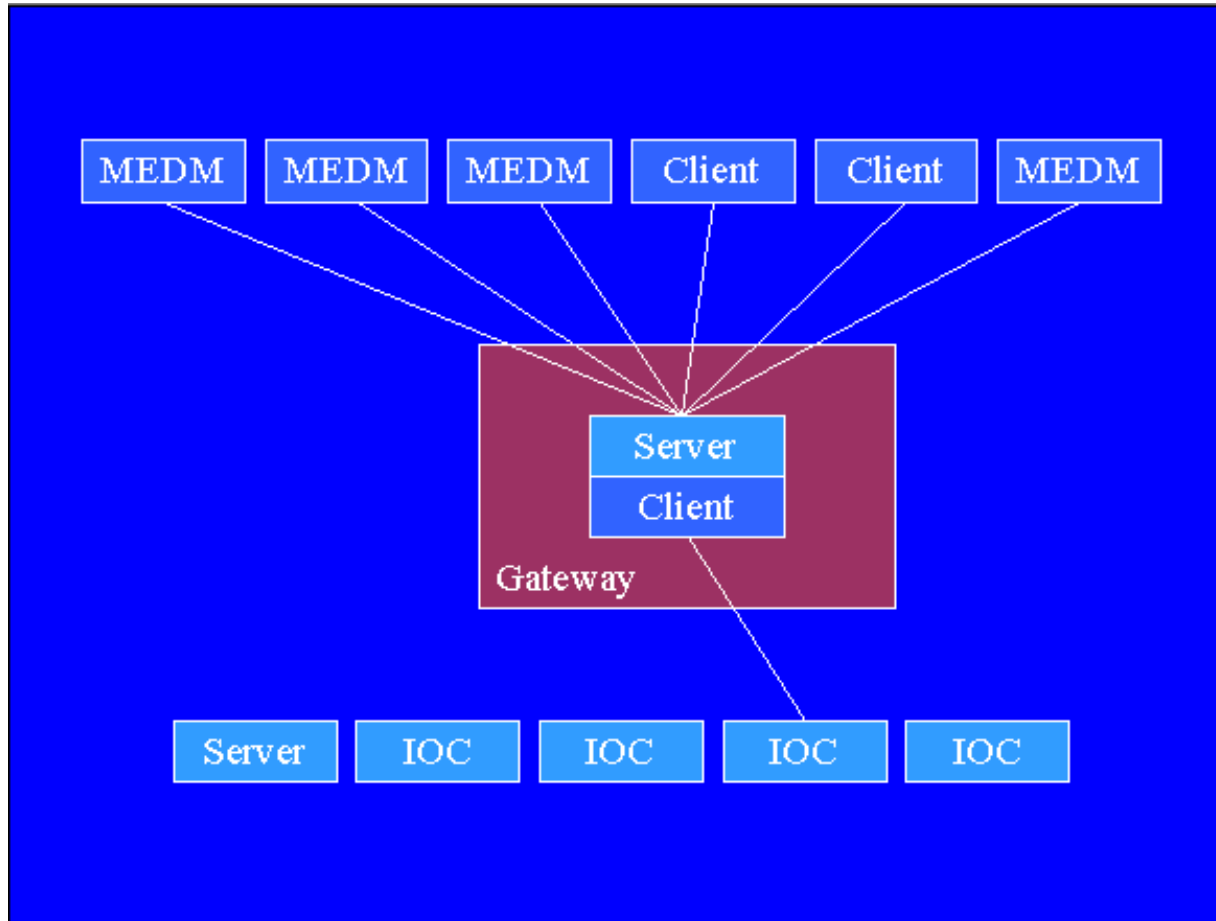 MEDM MEDM MEDM Client Client MEDM
Server
Client
Gateway
Server IOC IOC IOC IOC